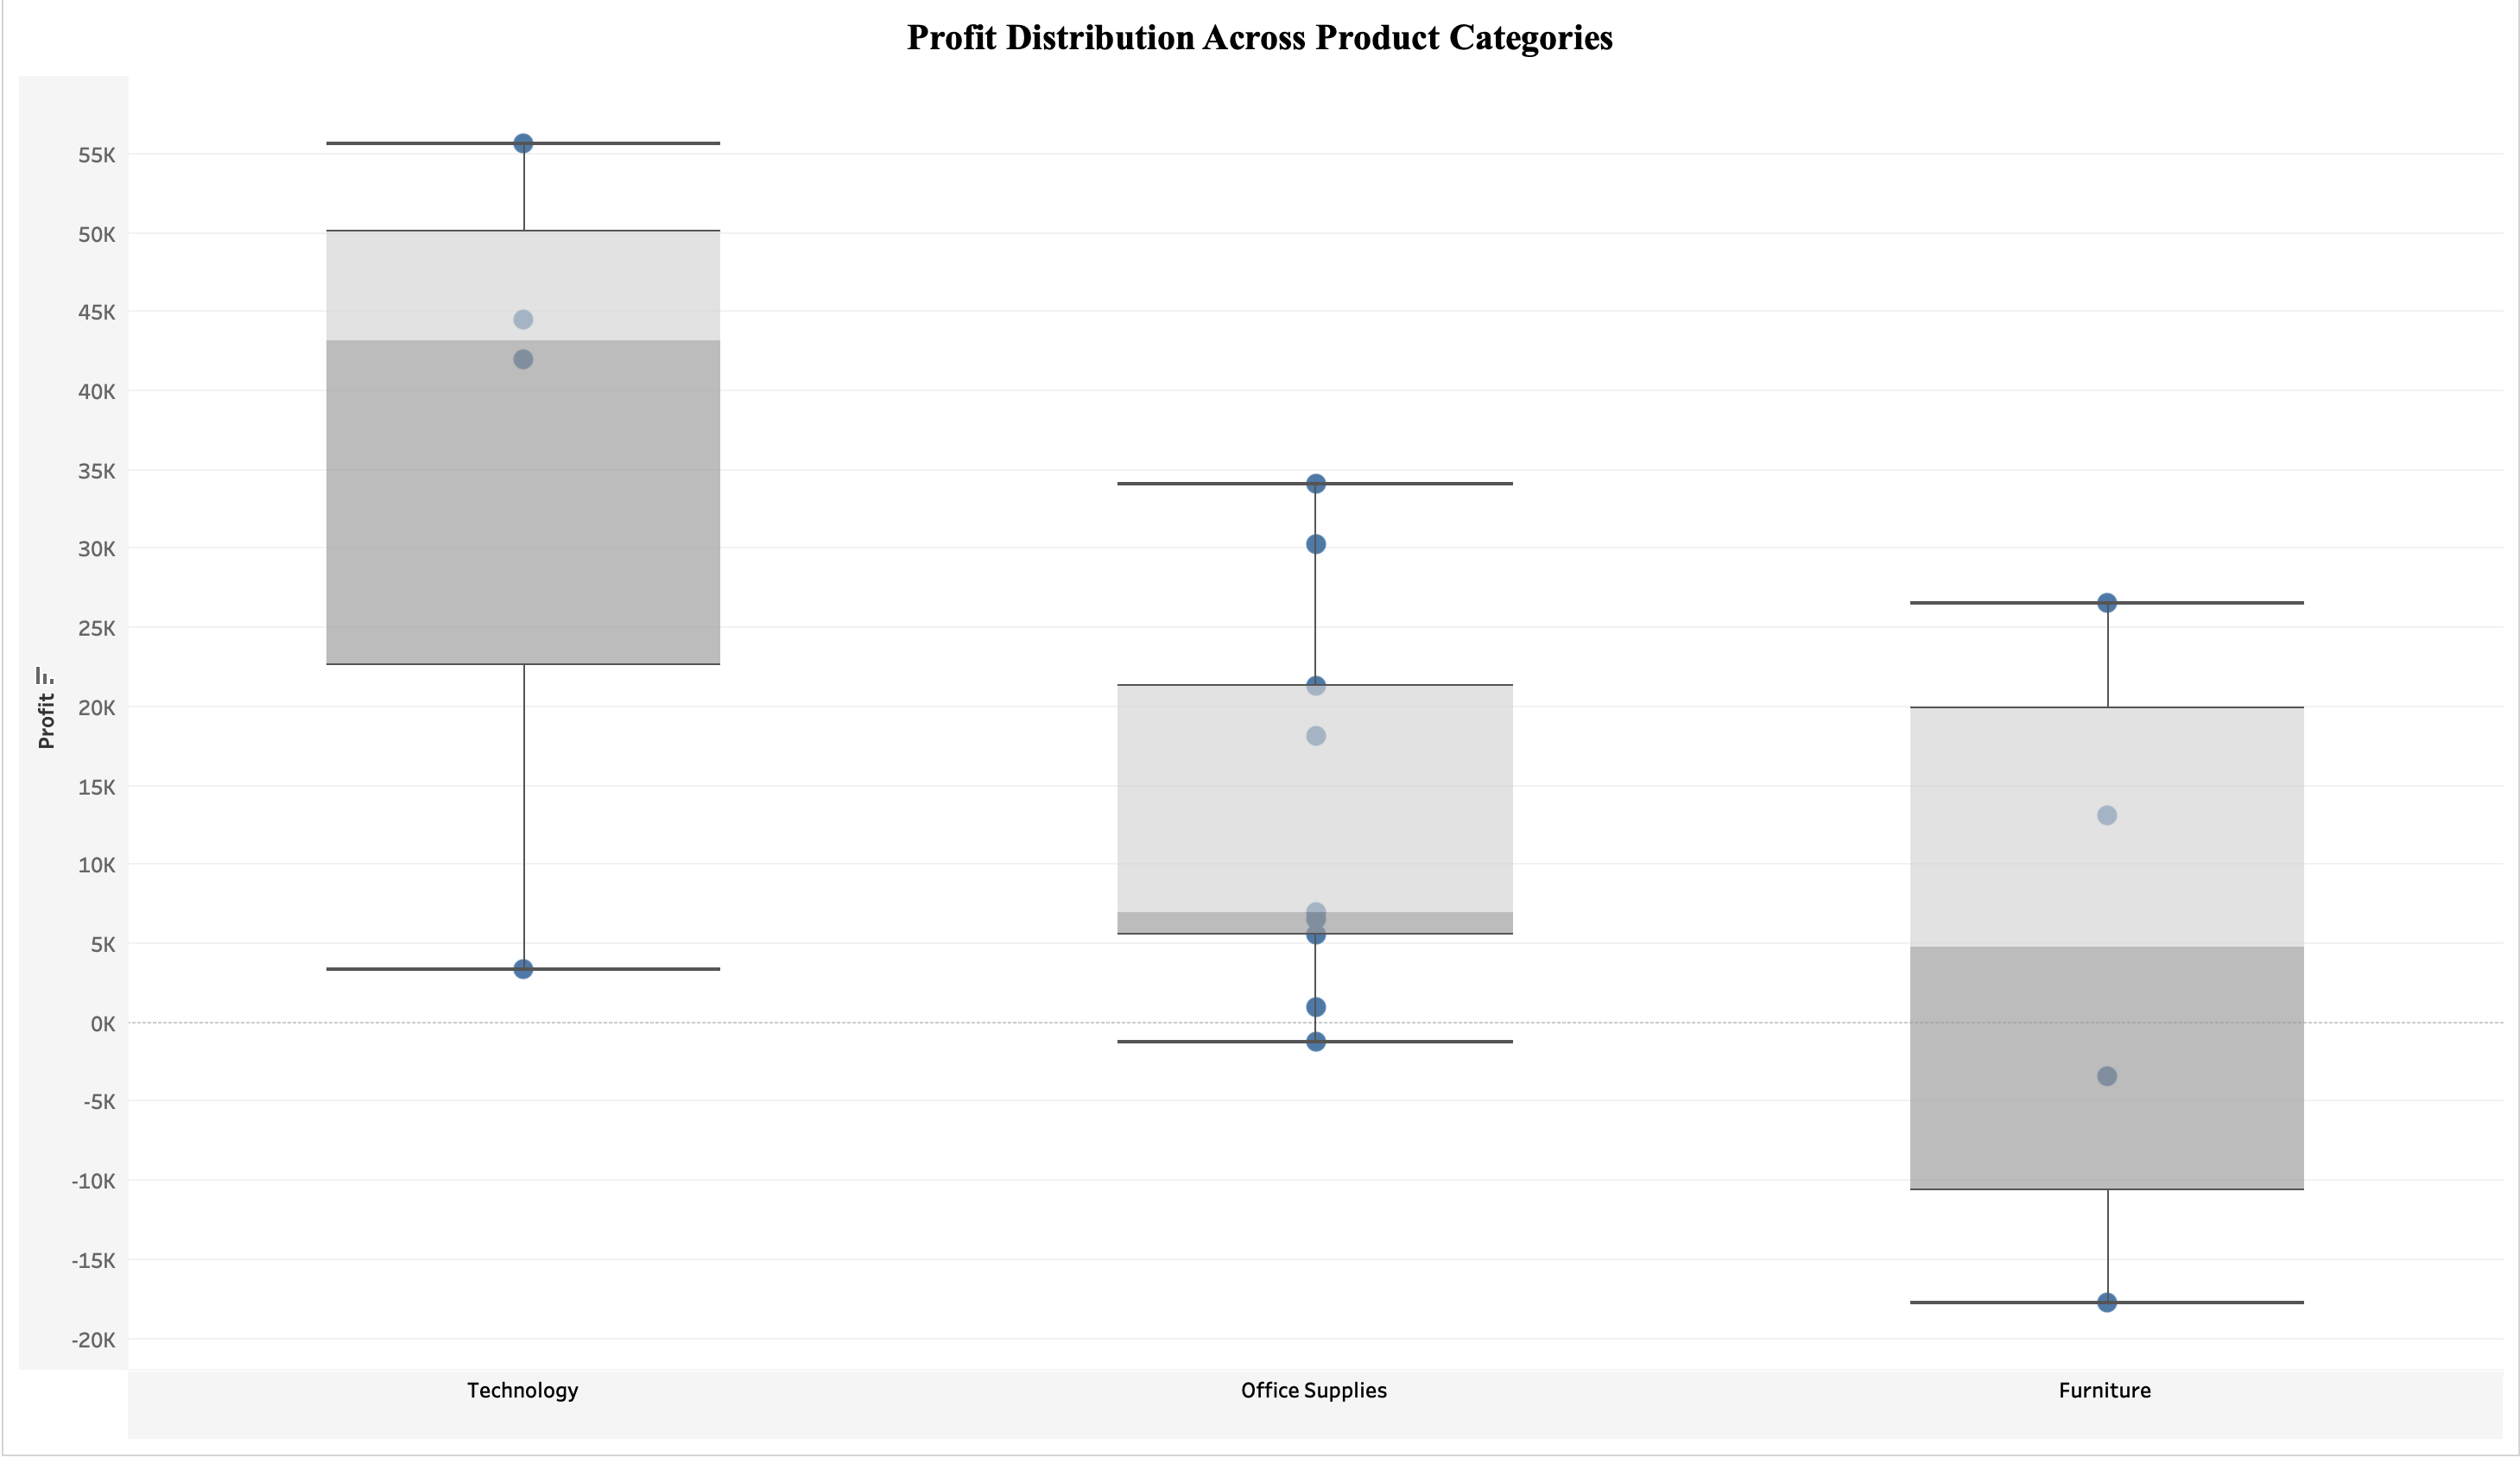 Profit Distribution Across Product Categories
55K
50K
45K
40K
35K
30K
25K
20K
15K
10K
5K
0K
-5K
-10K
-15K
-20K
Profit
Technology
Office Supplies
Furniture